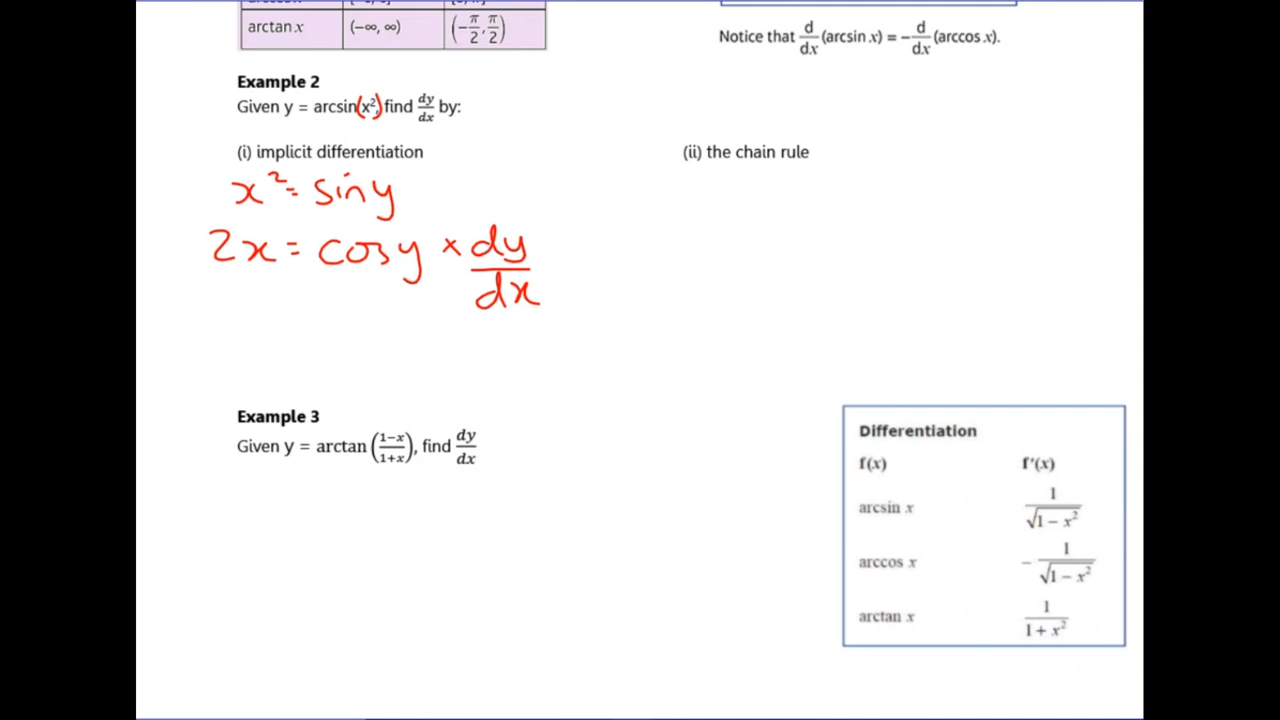 arctan x (−∞, ∞) (−π/2, π/2)
Notice that d/dx (arcsin x) = − d/dx (arccos x).
Example 2
Given y = arcsin(x², find dy/dx by:
(i) implicit differentiation
(ii) the chain rule
x² = sin y
2x = cos y × dy/dx
Example 3
Given y = arctan ((1−x)/(1+x)), find dy/dx
Differentiation
f(x) f'(x)
arcsin x 1/√(1 − x²)
arccos x − 1/√(1 − x²)
arctan x 1/(1 + x²)